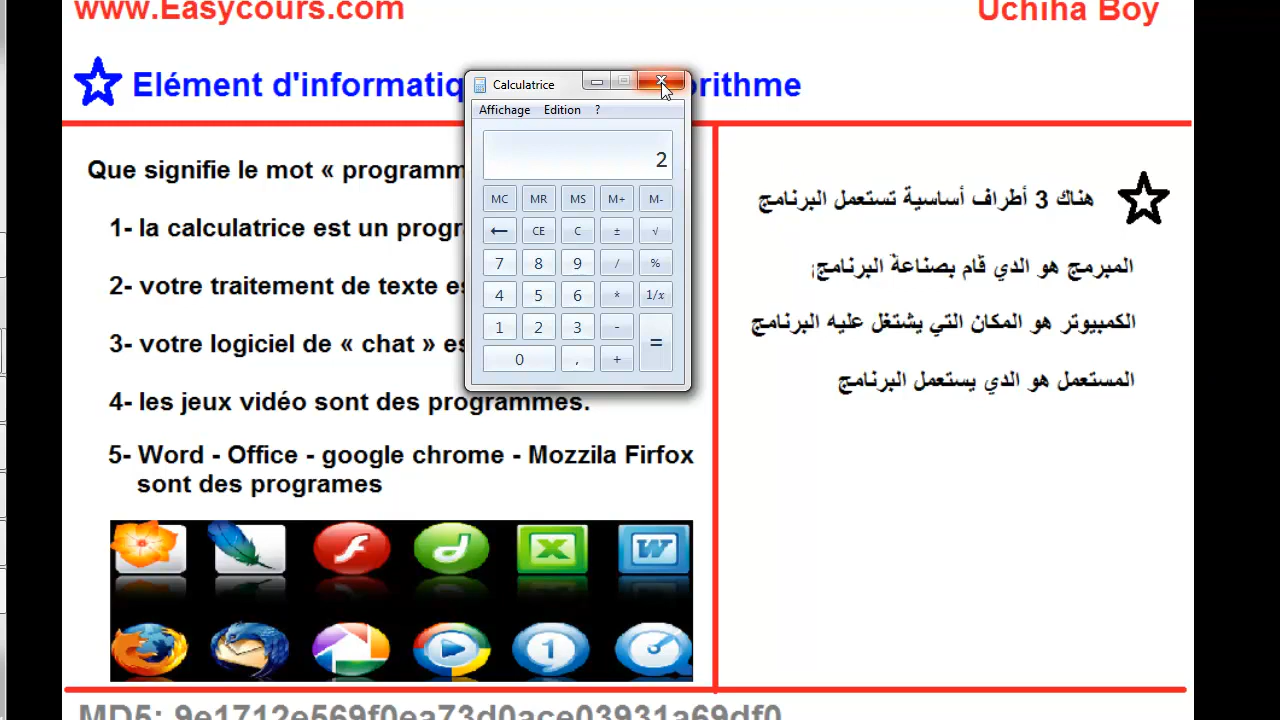 www.Easycours.com
Uchiha Boy
Elément d'informatiq
orithme
Que signifie le mot « programm
1- la calculatrice est un progr
2- votre traitement de texte es
3- votre logiciel de « chat » es
4- les jeux vidéo sont des programmes.
5- Word - Office - google chrome - Mozzila Firfox
sont des programes
Calculatrice
Affichage Edition ?
2
MC MR MS M+ M-
← CE C ± √
7 8 9 / %
4 5 6 * 1/x
1 2 3 - =
0 , +
هناك 3 أطراف أساسية تستعمل البرنامج
المبرمج هو الدي قام بصناعة البرنامج
الكمبيوتر هو المكان التي يشتغل عليه البرنامج
المستعمل هو الدي يستعمل البرنامج
f d X W
1
MD5: 9e1712e569f0ea73d0ace03931a69df0